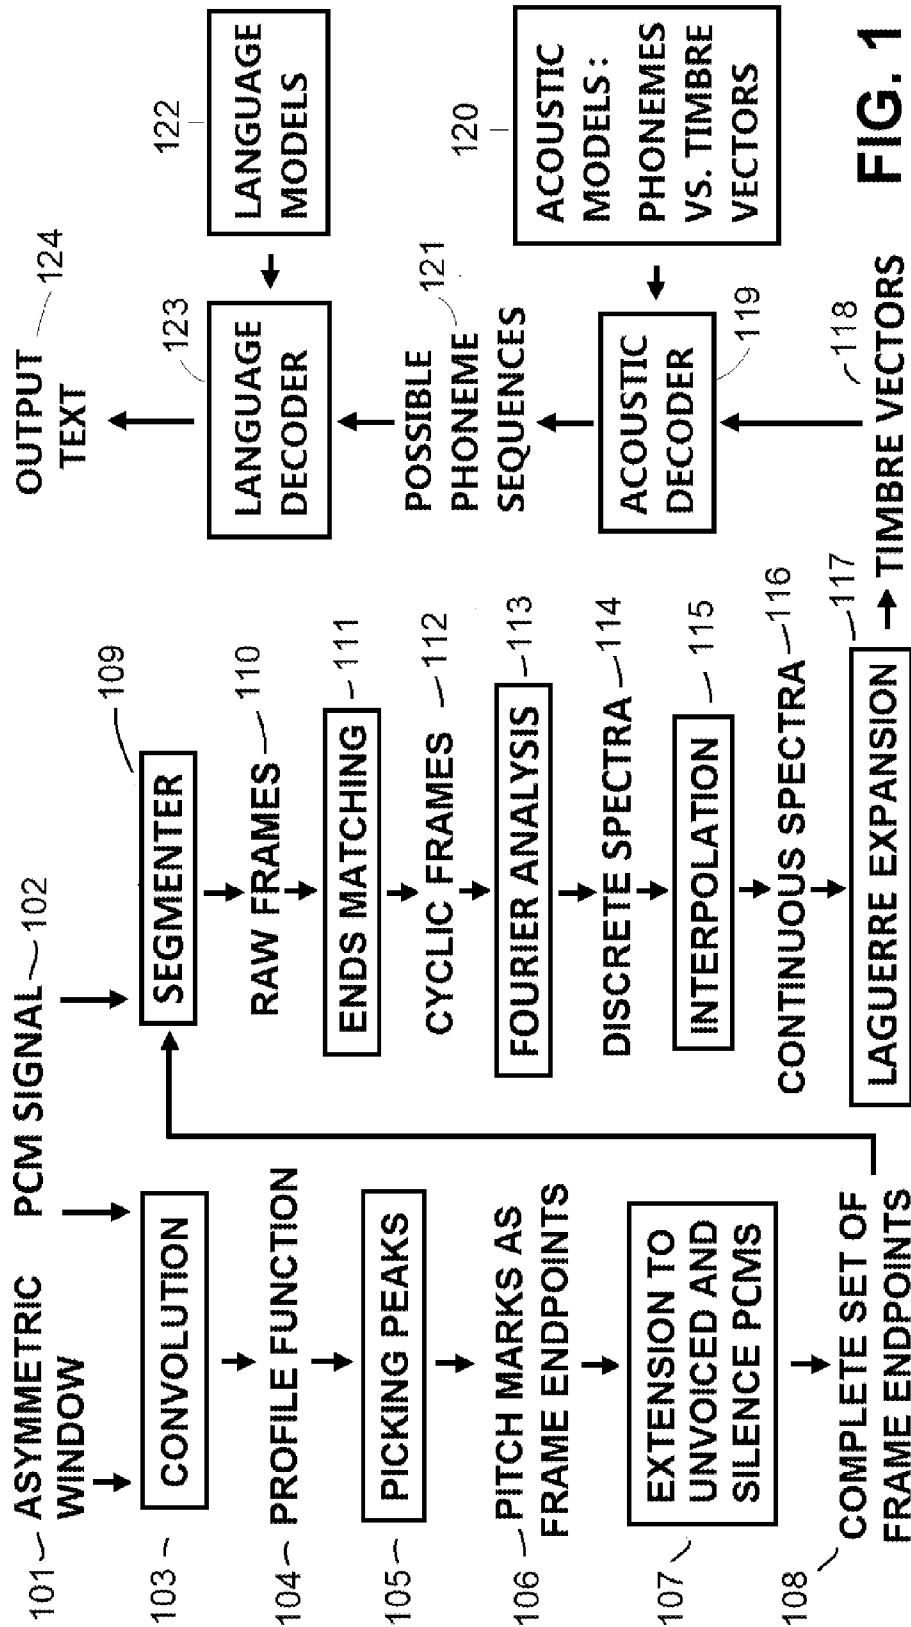 101
ASYMMETRIC
WINDOW
PCM SIGNAL
102
103
CONVOLUTION
104
PROFILE FUNCTION
105
PICKING PEAKS
106
PITCH MARKS AS
FRAME ENDPOINTS
107
EXTENSION TO
UNVOICED AND
SILENCE PCMS
108
COMPLETE SET OF
FRAME ENDPOINTS
109
SEGMENTER
RAW FRAMES
110
ENDS MATCHING
111
CYCLIC FRAMES
112
FOURIER ANALYSIS
113
DISCRETE SPECTRA
114
INTERPOLATION
115
CONTINUOUS SPECTRA
116
LAGUERRE EXPANSION
117
TIMBRE VECTORS
118
ACOUSTIC
DECODER
119
120
ACOUSTIC
MODELS :
PHONEMES
VS. TIMBRE
VECTORS
POSSIBLE
PHONEME
SEQUENCES
121
122
LANGUAGE
MODELS
123
LANGUAGE
DECODER
OUTPUT
TEXT
124
FIG. 1